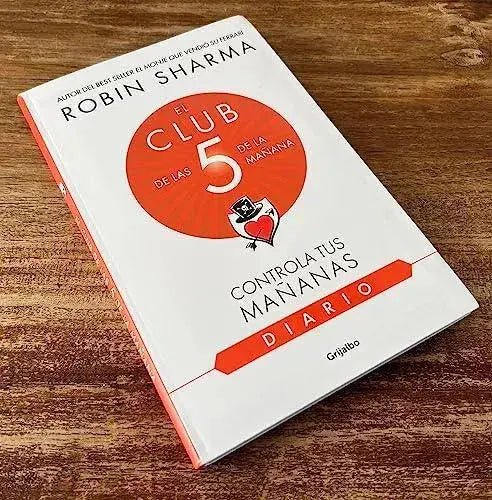 AUTOR DEL BEST SELLER EL MONJE QUE VENDIÓ SU FERRARI
ROBIN SHARMA
EL
CLUB
DE LAS 5 DE LA
MAÑANA
CONTROLA TUS
MAÑANAS
DIARIO
Grijalbo